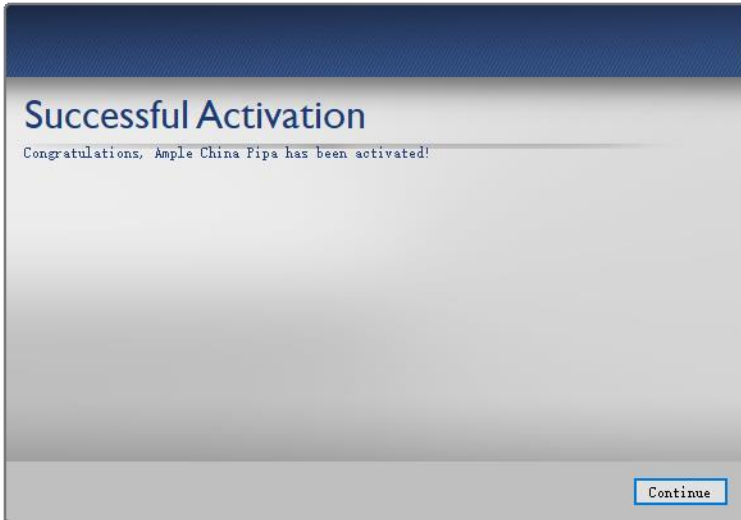 Successful Activation
Congratulations, Ample China Pipa has been activated!
Continue